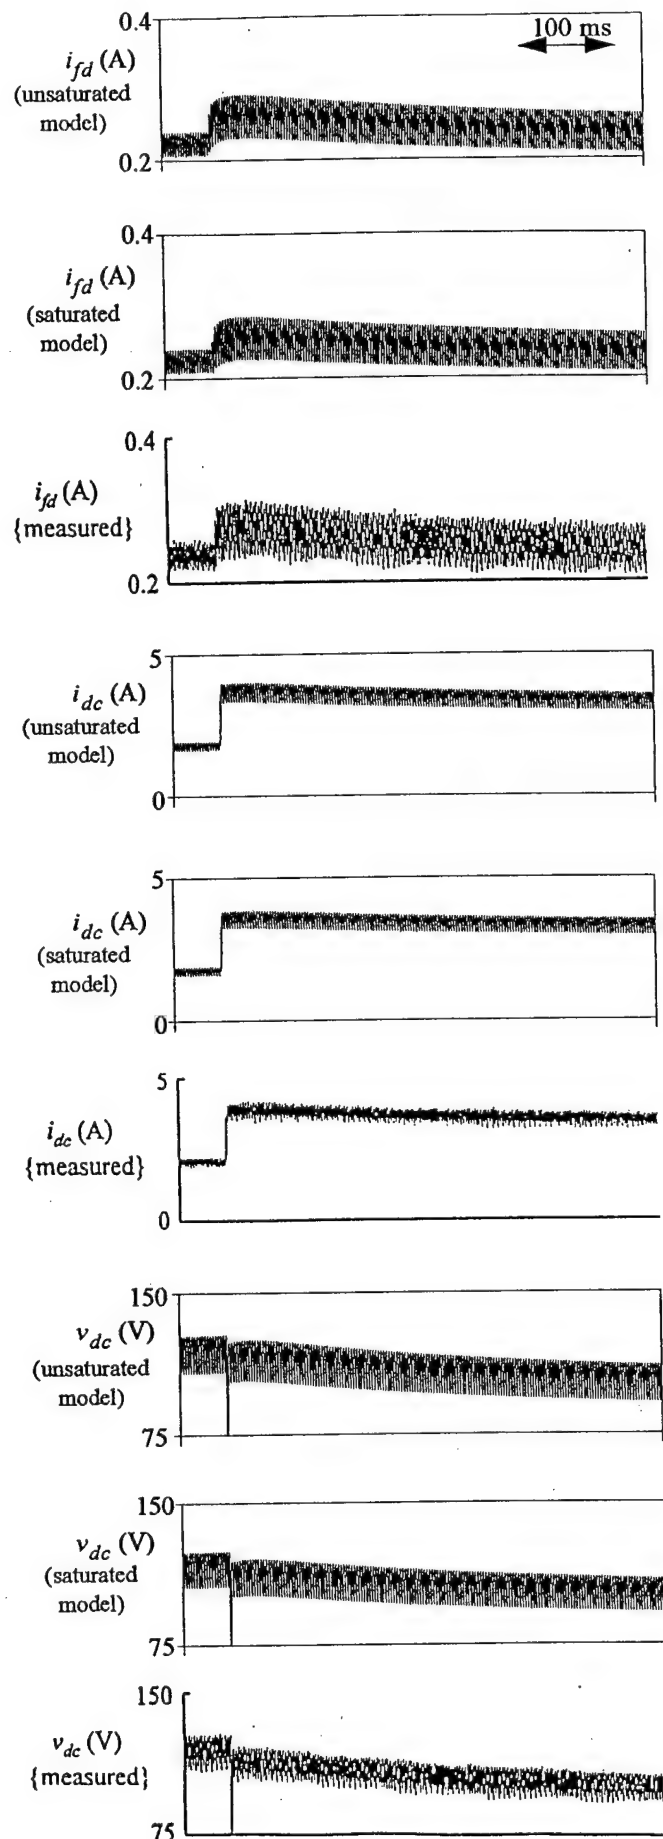 0.4
100 ms
i_fd (A)
(unsaturated
model)
0.2
0.4
i_fd (A)
(saturated
model)
0.2
0.4
i_fd (A)
{measured}
0.2
5
i_dc (A)
(unsaturated
model)
0
5
i_dc (A)
(saturated
model)
0
5
i_dc (A)
{measured}
0
150
v_dc (V)
(unsaturated
model)
75
150
v_dc (V)
(saturated
model)
75
150
v_dc (V)
{measured}
75